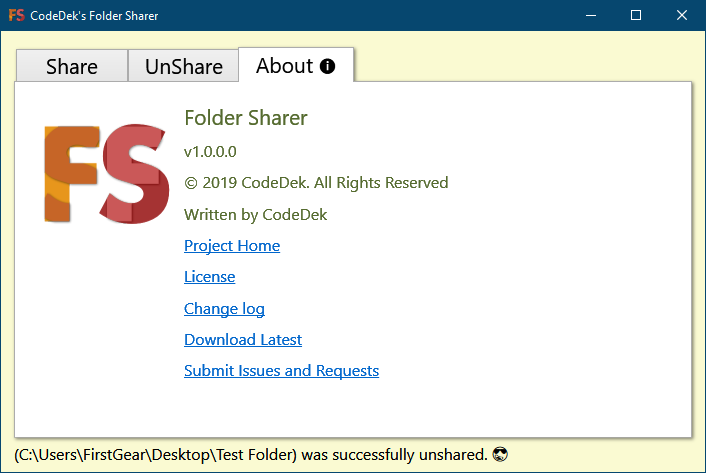 FS CodeDek's Folder Sharer
Share UnShare About
FS
Folder Sharer
v1.0.0.0
© 2019 CodeDek. All Rights Reserved
Written by CodeDek
Project Home
License
Change log
Download Latest
Submit Issues and Requests
(C:\Users\FirstGear\Desktop\Test Folder) was successfully unshared. 😎